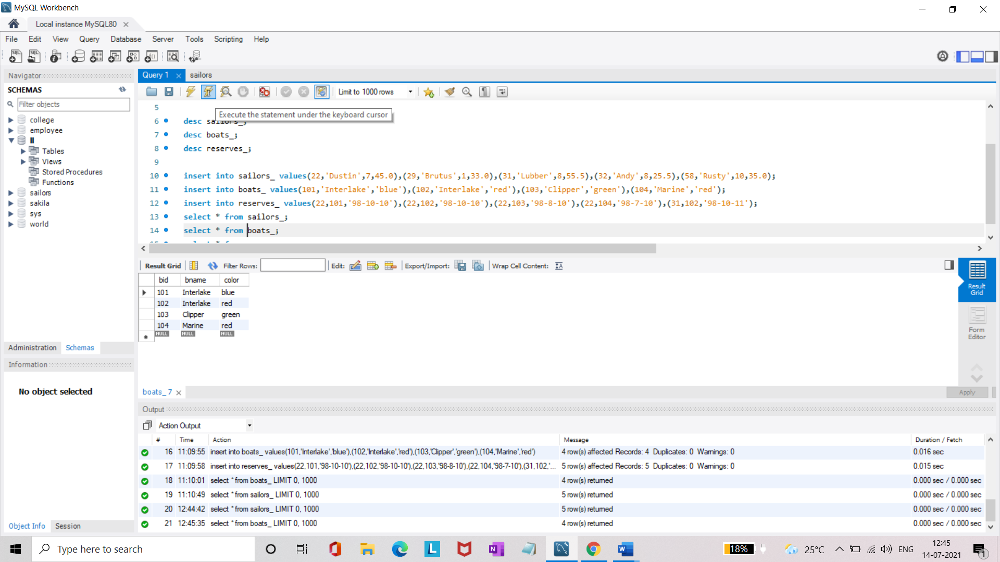 MySQL Workbench
Local instance MySQL80
File Edit View Query Database Server Tools Scripting Help
Navigator
SCHEMAS
Filter objects
college
employee
ll
Tables
Views
Stored Procedures
Functions
sailors
sakila
sys
world
Administration Schemas
Information
No object selected
Object Info Session
Query 1 sailors
Limit to 1000 rows
Execute the statement under the keyboard cursor
5
6 desc sailors_;
7 desc boats_;
8 desc reserves_;
9
10 insert into sailors_ values(22,'Dustin',7,45.0),(29,'Brutus',1,33.0),(31,'Lubber',8,55.5),(32,'Andy',8,25.5),(58,'Rusty',10,35.0);
11 insert into boats_ values(101,'Interlake','blue'),(102,'Interlake','red'),(103,'Clipper','green'),(104,'Marine','red');
12 insert into reserves_ values(22,101,'98-10-10'),(22,102,'98-10-10'),(22,103,'98-8-10'),(22,104,'98-7-10'),(31,102,'98-10-11');
13 select * from sailors_;
14 select * from boats_;
Result Grid Filter Rows: Edit: Export/Import: Wrap Cell Content:
bid bname color
101 Interlake blue
102 Interlake red
103 Clipper green
104 Marine red
NULL NULL NULL
Result
Grid
Form
Editor
boats_ 7
Apply
Output
Action Output
# Time Action Message Duration / Fetch
16 11:09:55 insert into boats_ values(101,'Interlake','blue'),(102,'Interlake','red'),(103,'Clipper','green'),(104,'Marine','red') 4 row(s) affected Records: 4 Duplicates: 0 Warnings: 0 0.016 sec
17 11:09:58 insert into reserves_ values(22,101,'98-10-10'),(22,102,'98-10-10'),(22,103,'98-8-10'),(22,104,'98-7-10'),(31,102,'... 5 row(s) affected Records: 5 Duplicates: 0 Warnings: 0 0.015 sec
18 11:10:01 select * from boats_ LIMIT 0, 1000 4 row(s) returned 0.000 sec / 0.000 sec
19 11:10:49 select * from sailors_ LIMIT 0, 1000 5 row(s) returned 0.000 sec / 0.000 sec
20 12:44:42 select * from sailors_ LIMIT 0, 1000 5 row(s) returned 0.000 sec / 0.000 sec
21 12:45:35 select * from boats_ LIMIT 0, 1000 4 row(s) returned 0.000 sec / 0.000 sec
Type here to search
18%
25°C
ENG
12:45
14-07-2021
1